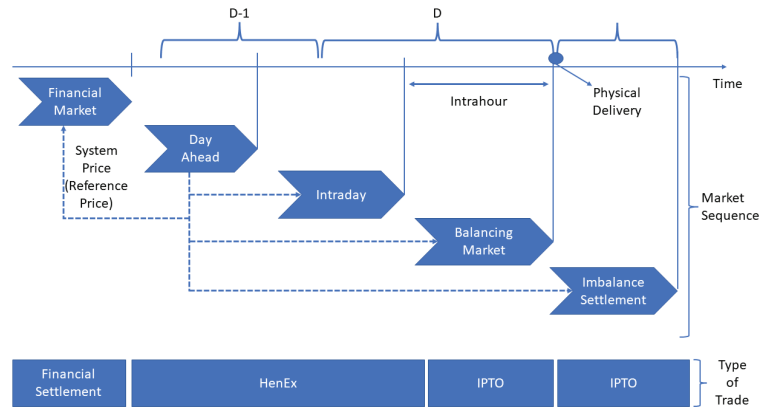 D-1
D
Time
Financial
Market
Intrahour
Physical
Delivery
Day
Ahead
System
Price
(Reference
Price)
Intraday
Market
Sequence
Balancing
Market
Imbalance
Settlement
Financial
Settlement
HenEx
IPTO
IPTO
Type
of
Trade